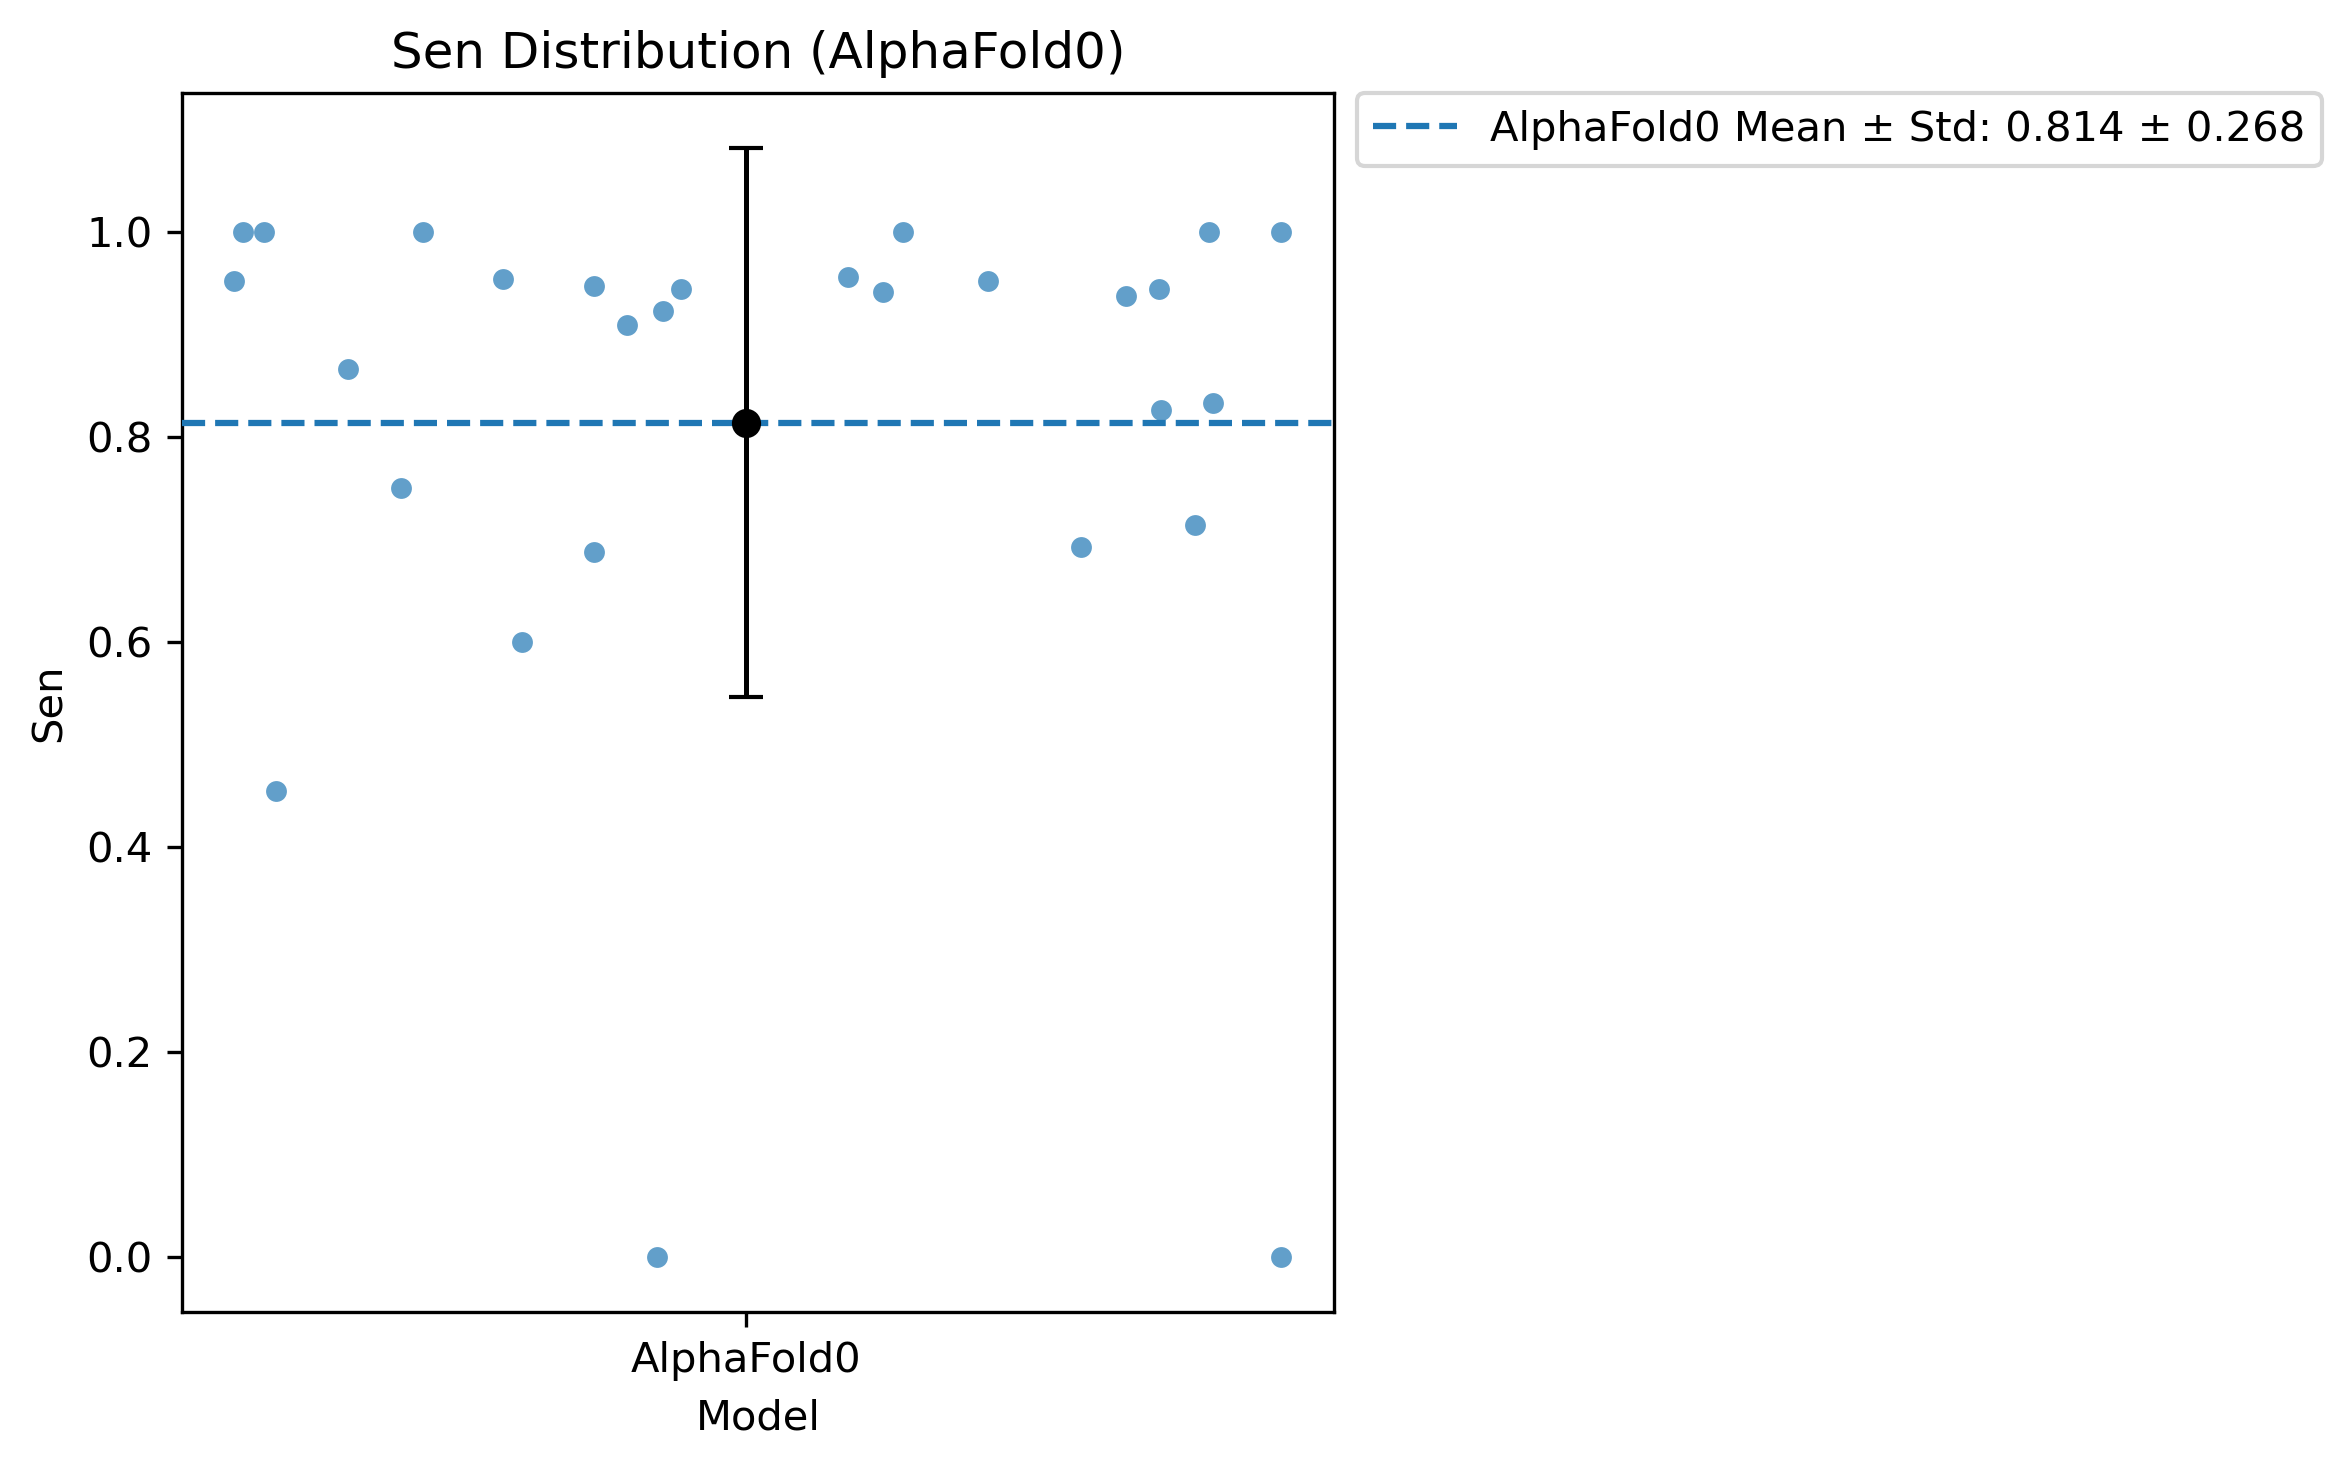 Sen Distribution (AlphaFold0)
AlphaFold0 Mean ± Std: 0.814 ± 0.268
1.0
0.8
0.6
0.4
0.2
0.0
Sen
AlphaFold0
Model